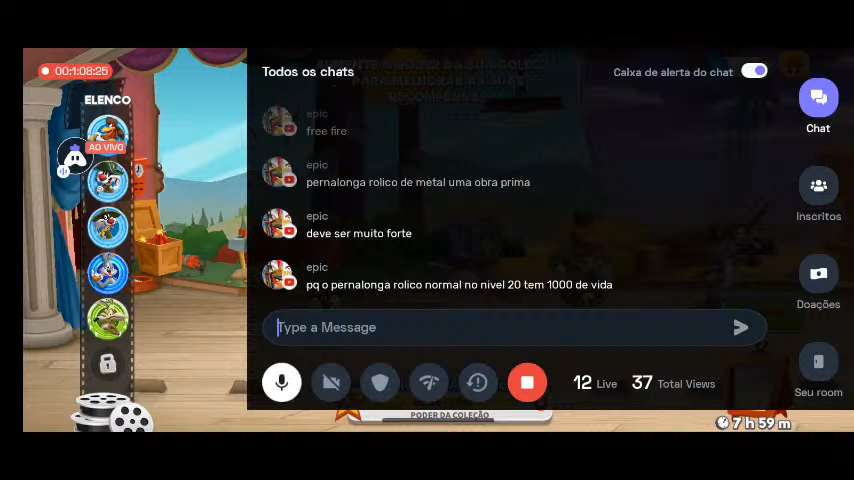 00:1:08:25
ELENCO
AO VIVO
Todos os chats
Caixa de alerta do chat
epic
free fire
epic
pernalonga rolico de metal uma obra prima
epic
deve ser muito forte
epic
pq o pernalonga rolico normal no nivel 20 tem 1000 de vida
Type a Message
12 Live 37 Total Views
Chat
Inscritos
Doações
Seu room
PODER DA COLEÇÃO
7 h 59 m